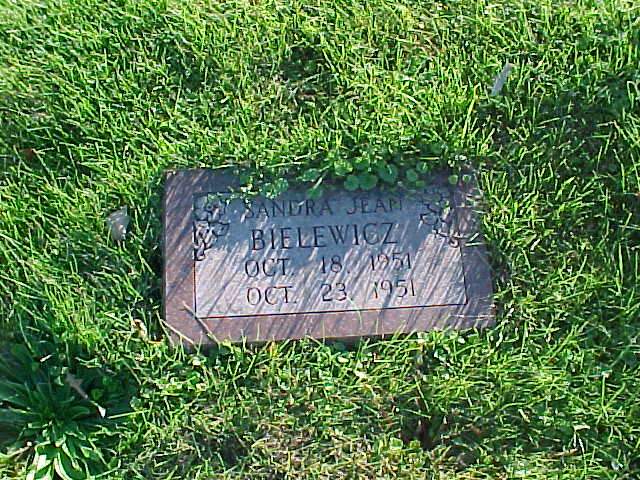 SANDRA JEAN
BIELEWICZ
OCT. 18, 1951
OCT. 23, 1951